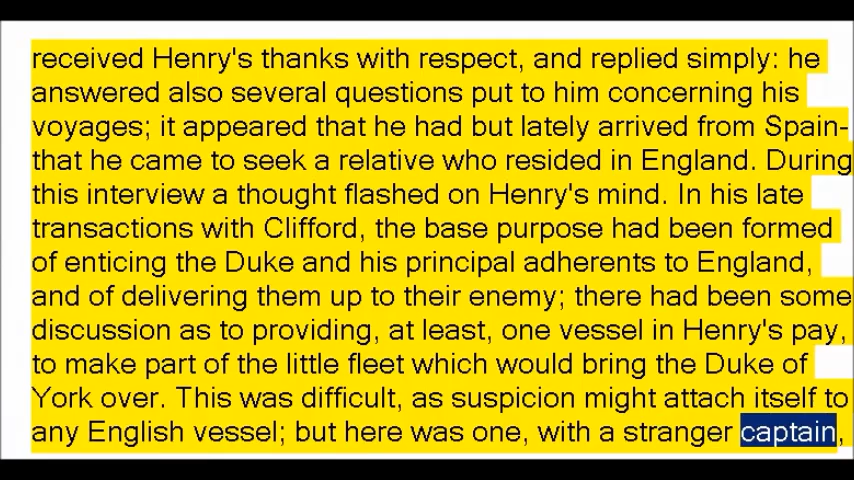 received Henry's thanks with respect, and replied simply: he
answered also several questions put to him concerning his
voyages; it appeared that he had but lately arrived from Spain-
that he came to seek a relative who resided in England. During
this interview a thought flashed on Henry's mind. In his late
transactions with Clifford, the base purpose had been formed
of enticing the Duke and his principal adherents to England,
and of delivering them up to their enemy; there had been some
discussion as to providing, at least, one vessel in Henry's pay,
to make part of the little fleet which would bring the Duke of
York over. This was difficult, as suspicion might attach itself to
any English vessel; but here was one, with a stranger captain,